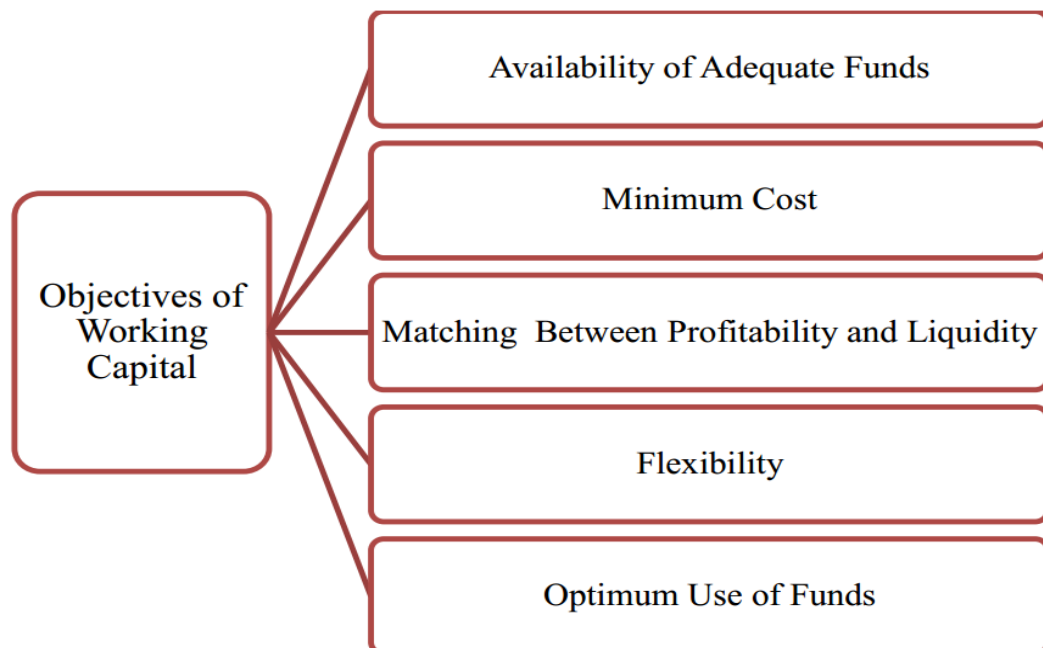 Objectives of
Working
Capital
Availability of Adequate Funds
Minimum Cost
Matching Between Profitability and Liquidity
Flexibility
Optimum Use of Funds